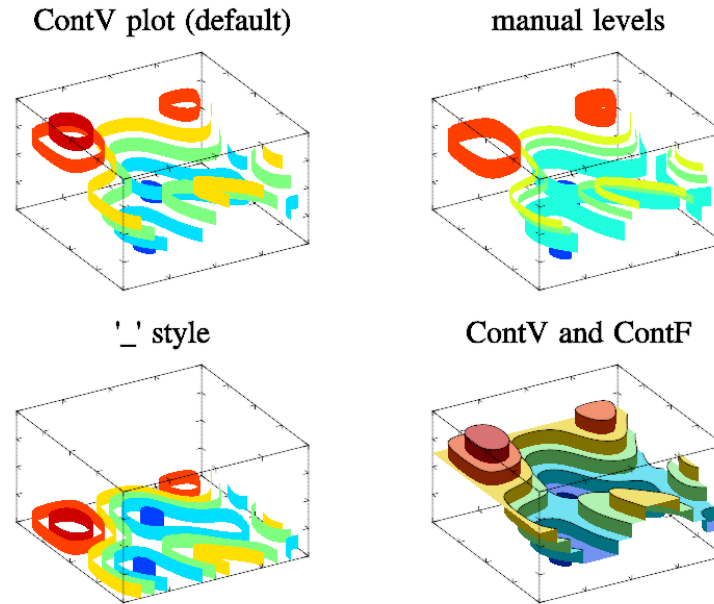 ContV plot (default)
manual levels
'_' style
ContV and ContF